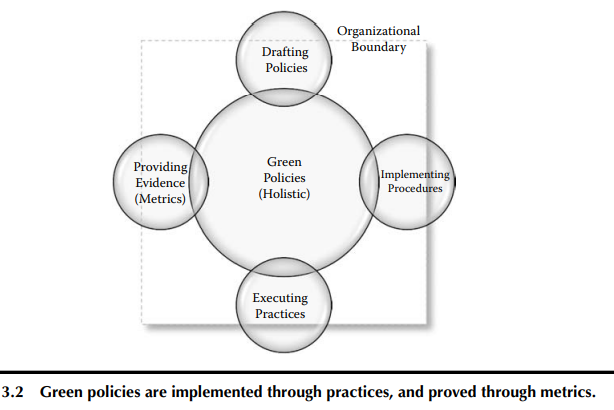 Organizational
Boundary
Drafting
Policies
Providing
Evidence
(Metrics)
Green
Policies
(Holistic)
Implementing
Procedures
Executing
Practices
3.2 Green policies are implemented through practices, and proved through metrics.